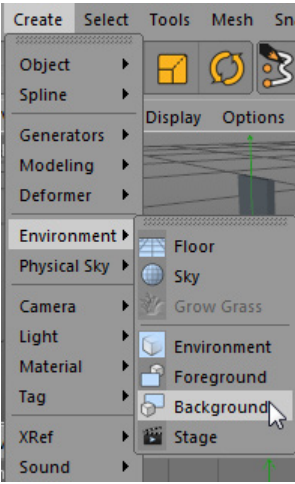 Create Select Tools Mesh
Object
Spline
Display Options
Generators
Modeling
Deformer
Environment
Physical Sky
Camera
Light
Material
Tag
XRef
Sound
Floor
Sky
Grow Grass
Environment
Foreground
Background
Stage